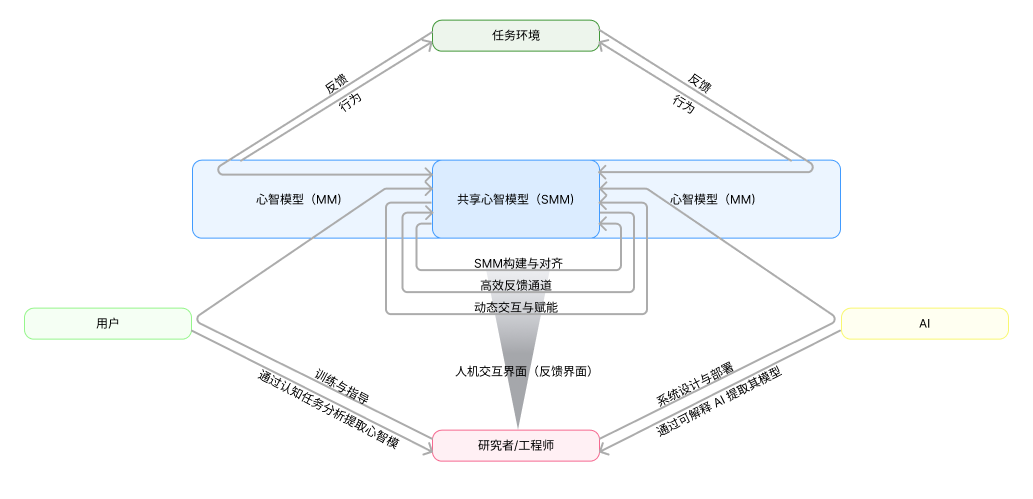 任务环境
反馈
行为
反馈
行为
心智模型（MM）
共享心智模型（SMM）
心智模型（MM）
SMM构建与对齐
高效反馈通道
动态交互与赋能
用户
AI
人机交互界面（反馈界面）
训练与指导
通过认知任务分析提取心智模
系统设计与部署
通过可解释 AI 提取其模型
研究者/工程师